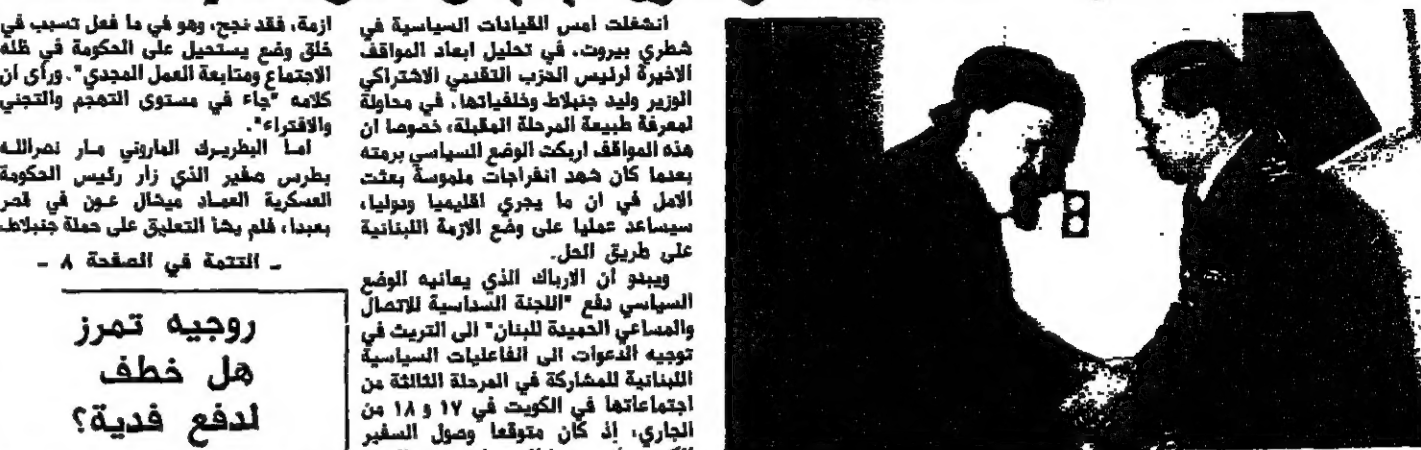 انشغلت امس القيادات السياسية في
شطري بيروت، في تحليل ابعاد المواقف
الاخيرة لرئيس الحزب التقدمي الاشتراكي
الوزير وليد جنبلاط وخلفياتها، في محاولة
لمعرفة طبيعة المرحلة المقبلة، خصوصا ان
هذه المواقف اربكت الوضع السياسي برمته
بعدما كان شهد انفراجات ملموسة بعثت
الامل في ان ما يجري اقليميا ودوليا،
سيساعد عمليا على وضع الازمة اللبنانية
على طريق الحل.
ويبدو ان الارباك الذي يعانيه الوضع
السياسي دفع "اللجنة السداسية للاتصال
والمساعي الحميدة للبنان" الى التريث في
توجيه الدعوات الى الفاعليات السياسية
اللبنانية للمشاركة في المرحلة الثالثة من
اجتماعاتها في الكويت في ١٧ و ١٨ من
الجاري، إذ كان متوقعا وصول السفير
ازمة، فقد نجح، وهو في ما فعل تسبب في
خلق وضع يستحيل على الحكومة في ظله
الاجتماع ومتابعة العمل المجدي". ورأى ان
كلامه "جاء في مستوى التهجم والتجني
والافتراء".
اما البطريرك الماروني مار نصرالله
بطرس صفير الذي زار رئيس الحكومة
العسكرية العماد ميشال عون في قصر
بعبدا، فلم يشأ التعليق على حملة جنبلاط،
ـ التتمة في الصفحة ٨ ـ
روجيه تمرز
هل خطف
لدفع فدية؟